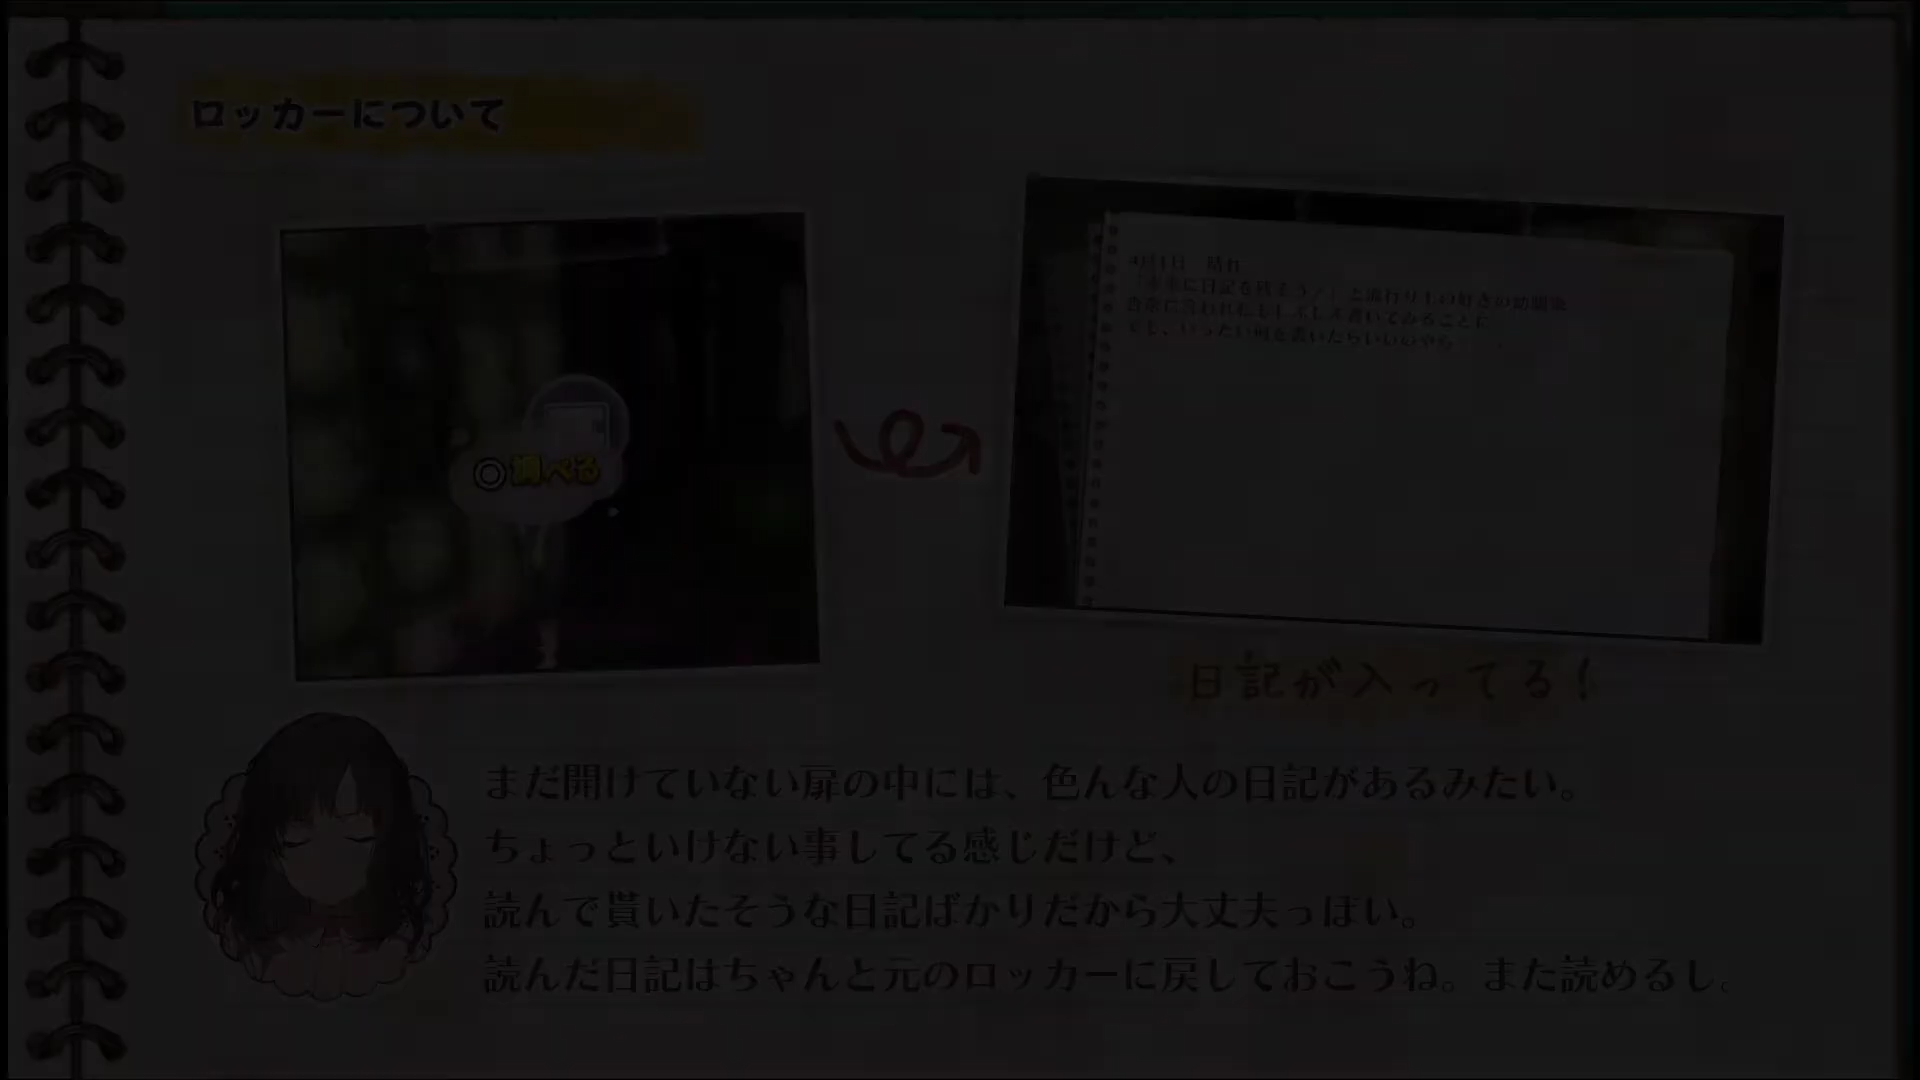 ロッカーについて
◎調べる
4月1日　晴れ
日記が入ってる！
まだ開けていない扉の中には、色んな人の日記があるみたい。
ちょっといけない事してる感じだけど、
読んで貰いたそうな日記ばかりだから大丈夫っぽい。
読んだ日記はちゃんと元のロッカーに戻しておこうね。また読めるし。